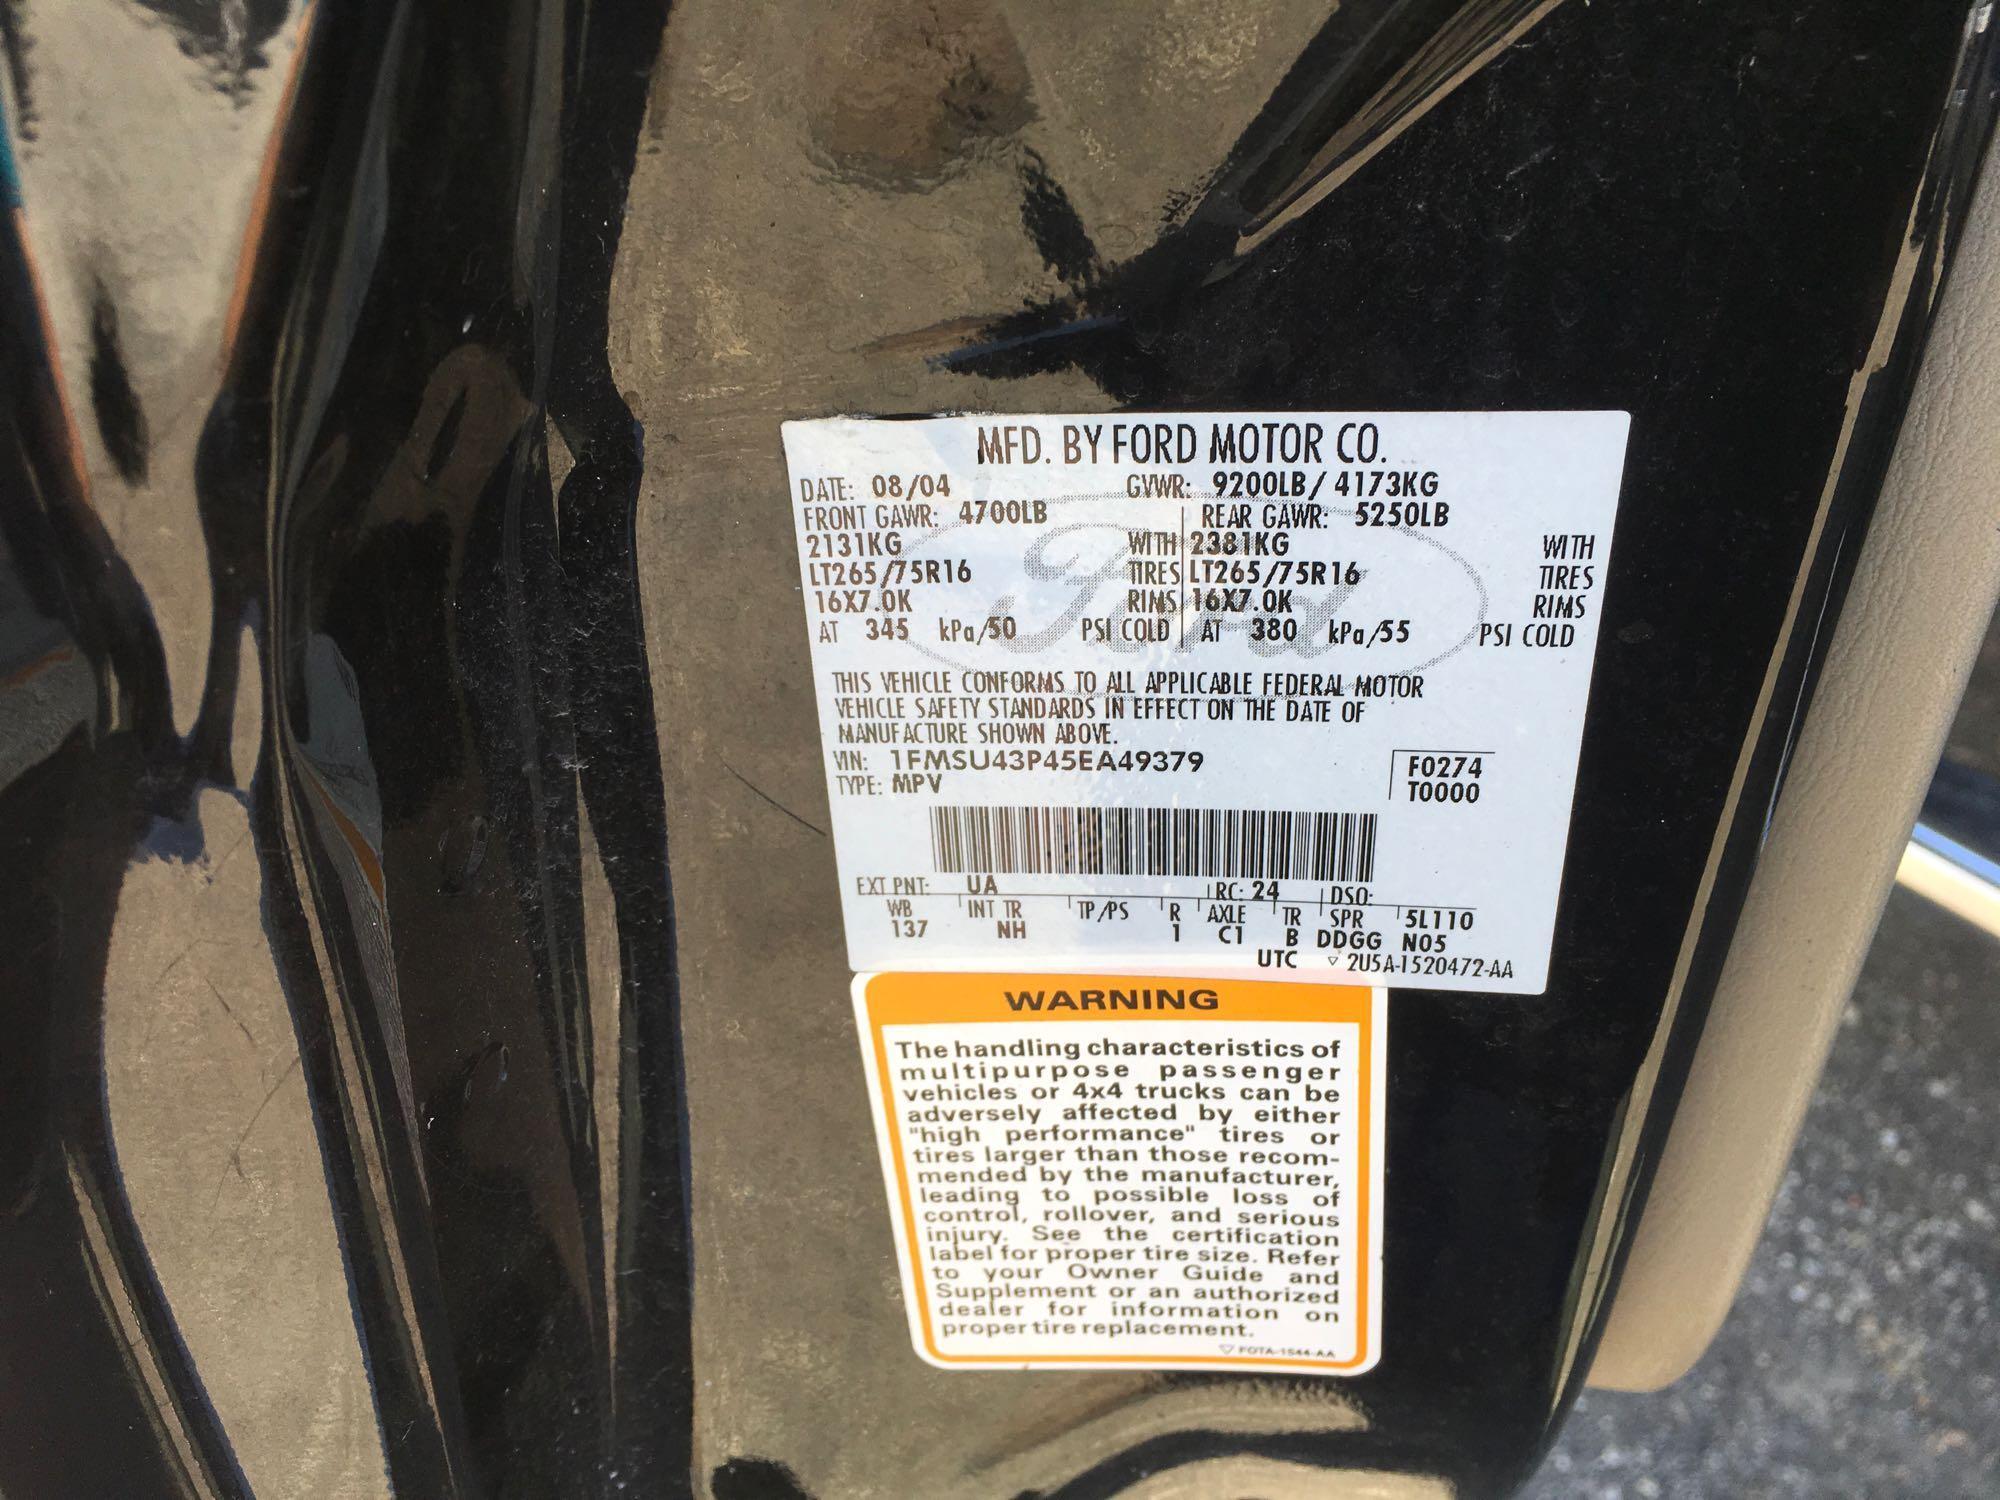 MFD. BY FORD MOTOR CO.
DATE: 08/04 GVWR: 9200LB/ 4173KG
FRONT GAWR: 4700LB REAR GAWR: 5250LB
2131KG WITH 2381KG WITH
LT265/75R16 TIRES LT265/75R16 TIRES
16X7.0K RIMS 16X7.0K RIMS
AT 345 kPa/50 PSI COLD AT 380 kPa/55 PSI COLD
Ford
THIS VEHICLE CONFORMS TO ALL APPLICABLE FEDERAL MOTOR
VEHICLE SAFETY STANDARDS IN EFFECT ON THE DATE OF
MANUFACTURE SHOWN ABOVE.
VIN: 1FMSU43P45EA49379 F0274
TYPE: MPV T0000
EXT PNT: UA RC: 24 DSO:
WB INT TR TP/PS R AXLE TR SPR 5L110
137 NH 1 C1 B DDGG N05
UTC ▽ 2U5A-1520472-AA
WARNING
The handling characteristics of
multipurpose passenger
vehicles or 4x4 trucks can be
adversely affected by either
"high performance" tires or
tires larger than those recom-
mended by the manufacturer,
leading to possible loss of
control, rollover, and serious
injury. See the certification
label for proper tire size. Refer
to your Owner Guide and
Supplement or an authorized
dealer for information on
proper tire replacement.
▽ FOTA-1544-AA